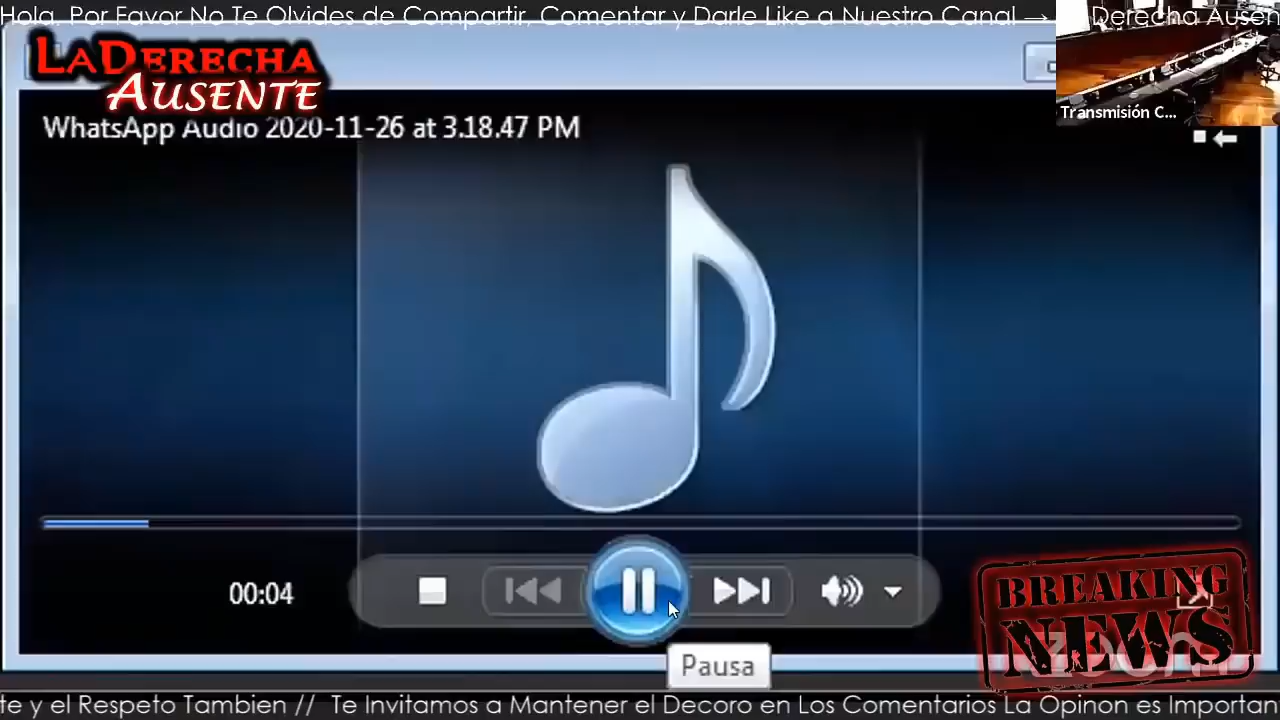 Hola. Por Favor No Te Olvides de Compartir, Comentar y Darle Like a Nuestro Canal → Derecha Ausen
LaDerecha
Ausente
WhatsApp Audio 2020-11-26 at 3.18.47 PM
Transmisión C...
00:04
Pausa
BREAKING
NEWS
zoom
te y el Respeto Tambien // Te Invitamos a Mantener el Decoro en Los Comentarios La Opinon es Importan